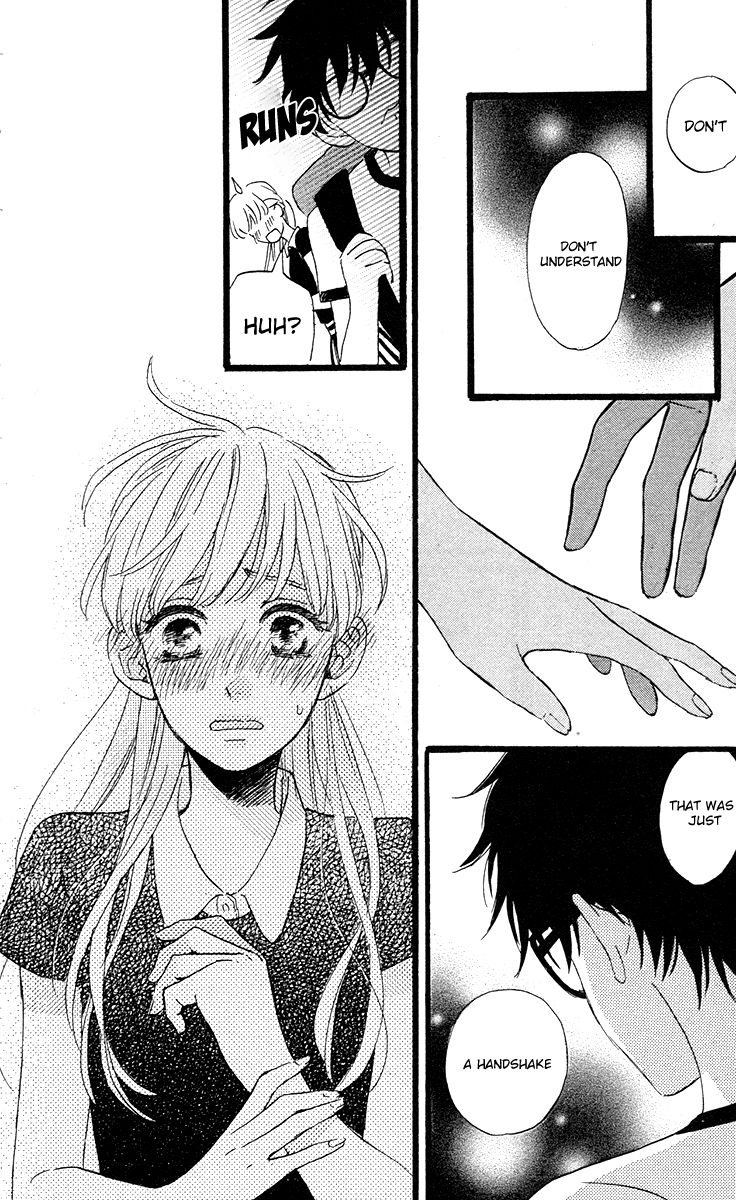 DON'T
DON'T
UNDERSTAND
THAT WAS
JUST
A HANDSHAKE
RUNS
HUH?